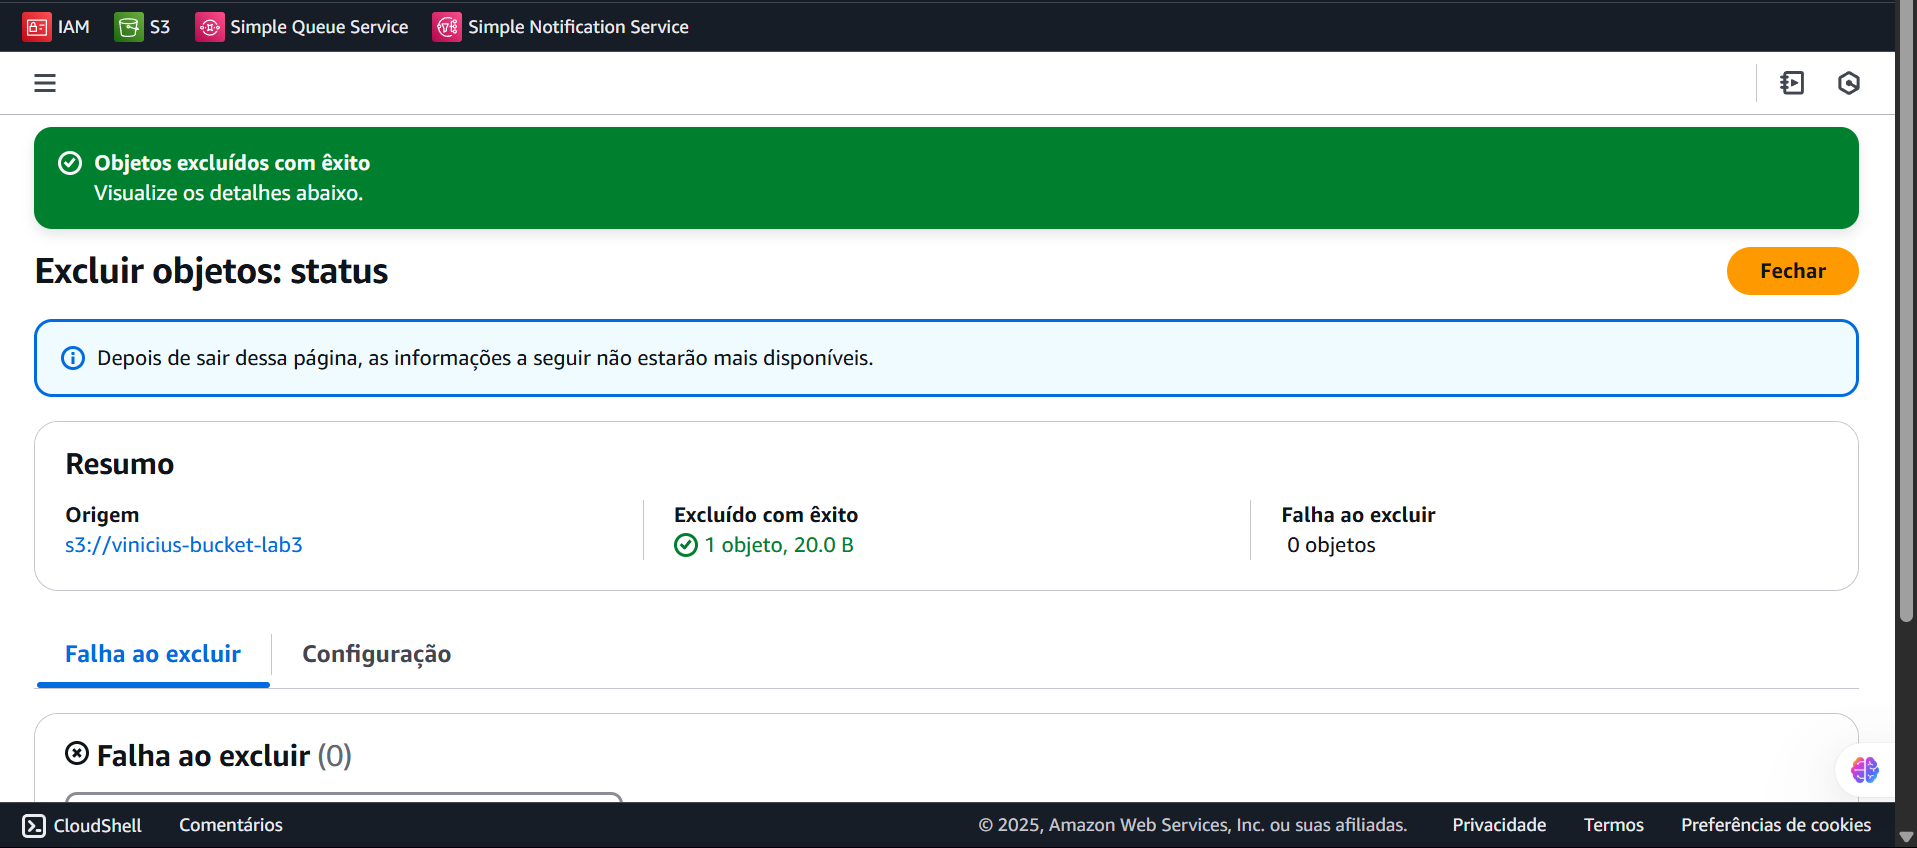 IAM S3 Simple Queue Service Simple Notification Service
Objetos excluídos com êxito
Visualize os detalhes abaixo.
Excluir objetos: status
Fechar
Depois de sair dessa página, as informações a seguir não estarão mais disponíveis.
Resumo
Origem
s3://vinicius-bucket-lab3
Excluído com êxito
1 objeto, 20.0 B
Falha ao excluir
0 objetos
Falha ao excluir
Configuração
Falha ao excluir (0)
CloudShell Comentários © 2025, Amazon Web Services, Inc. ou suas afiliadas. Privacidade Termos Preferências de cookies